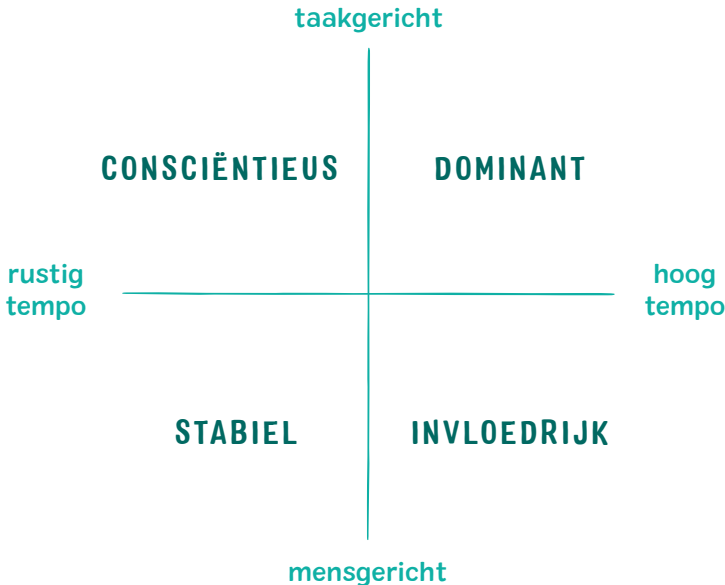 taakgericht
CONSCIËNTIEUS
DOMINANT
rustig
tempo
hoog
tempo
STABIEL
INVLOEDRIJK
mensgericht